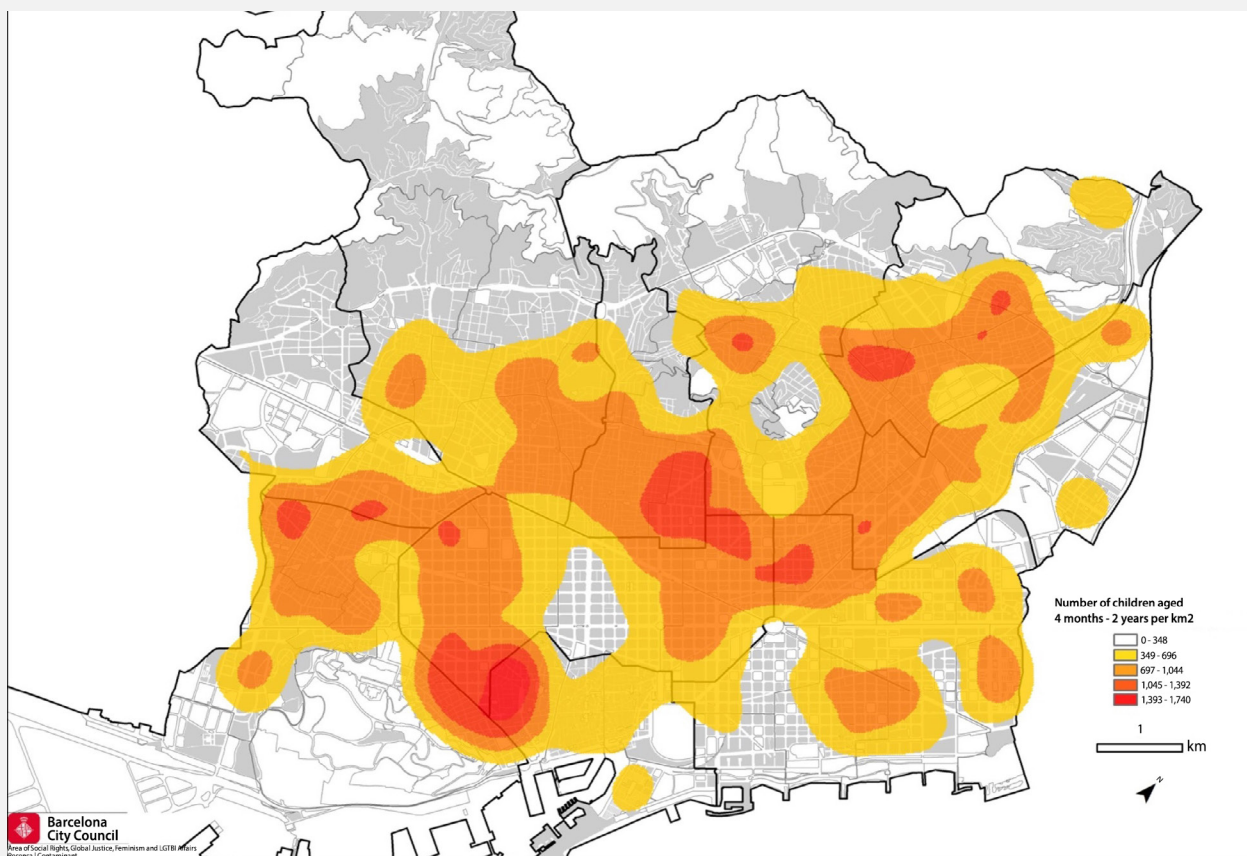 Number of children aged
4 months - 2 years per km2
0 - 348
349 - 696
697 - 1,044
1,045 - 1,392
1,393 - 1,740
1
km
N
Barcelona
City Council
Area of Social Rights, Global Justice, Feminism and LGTBI Affairs